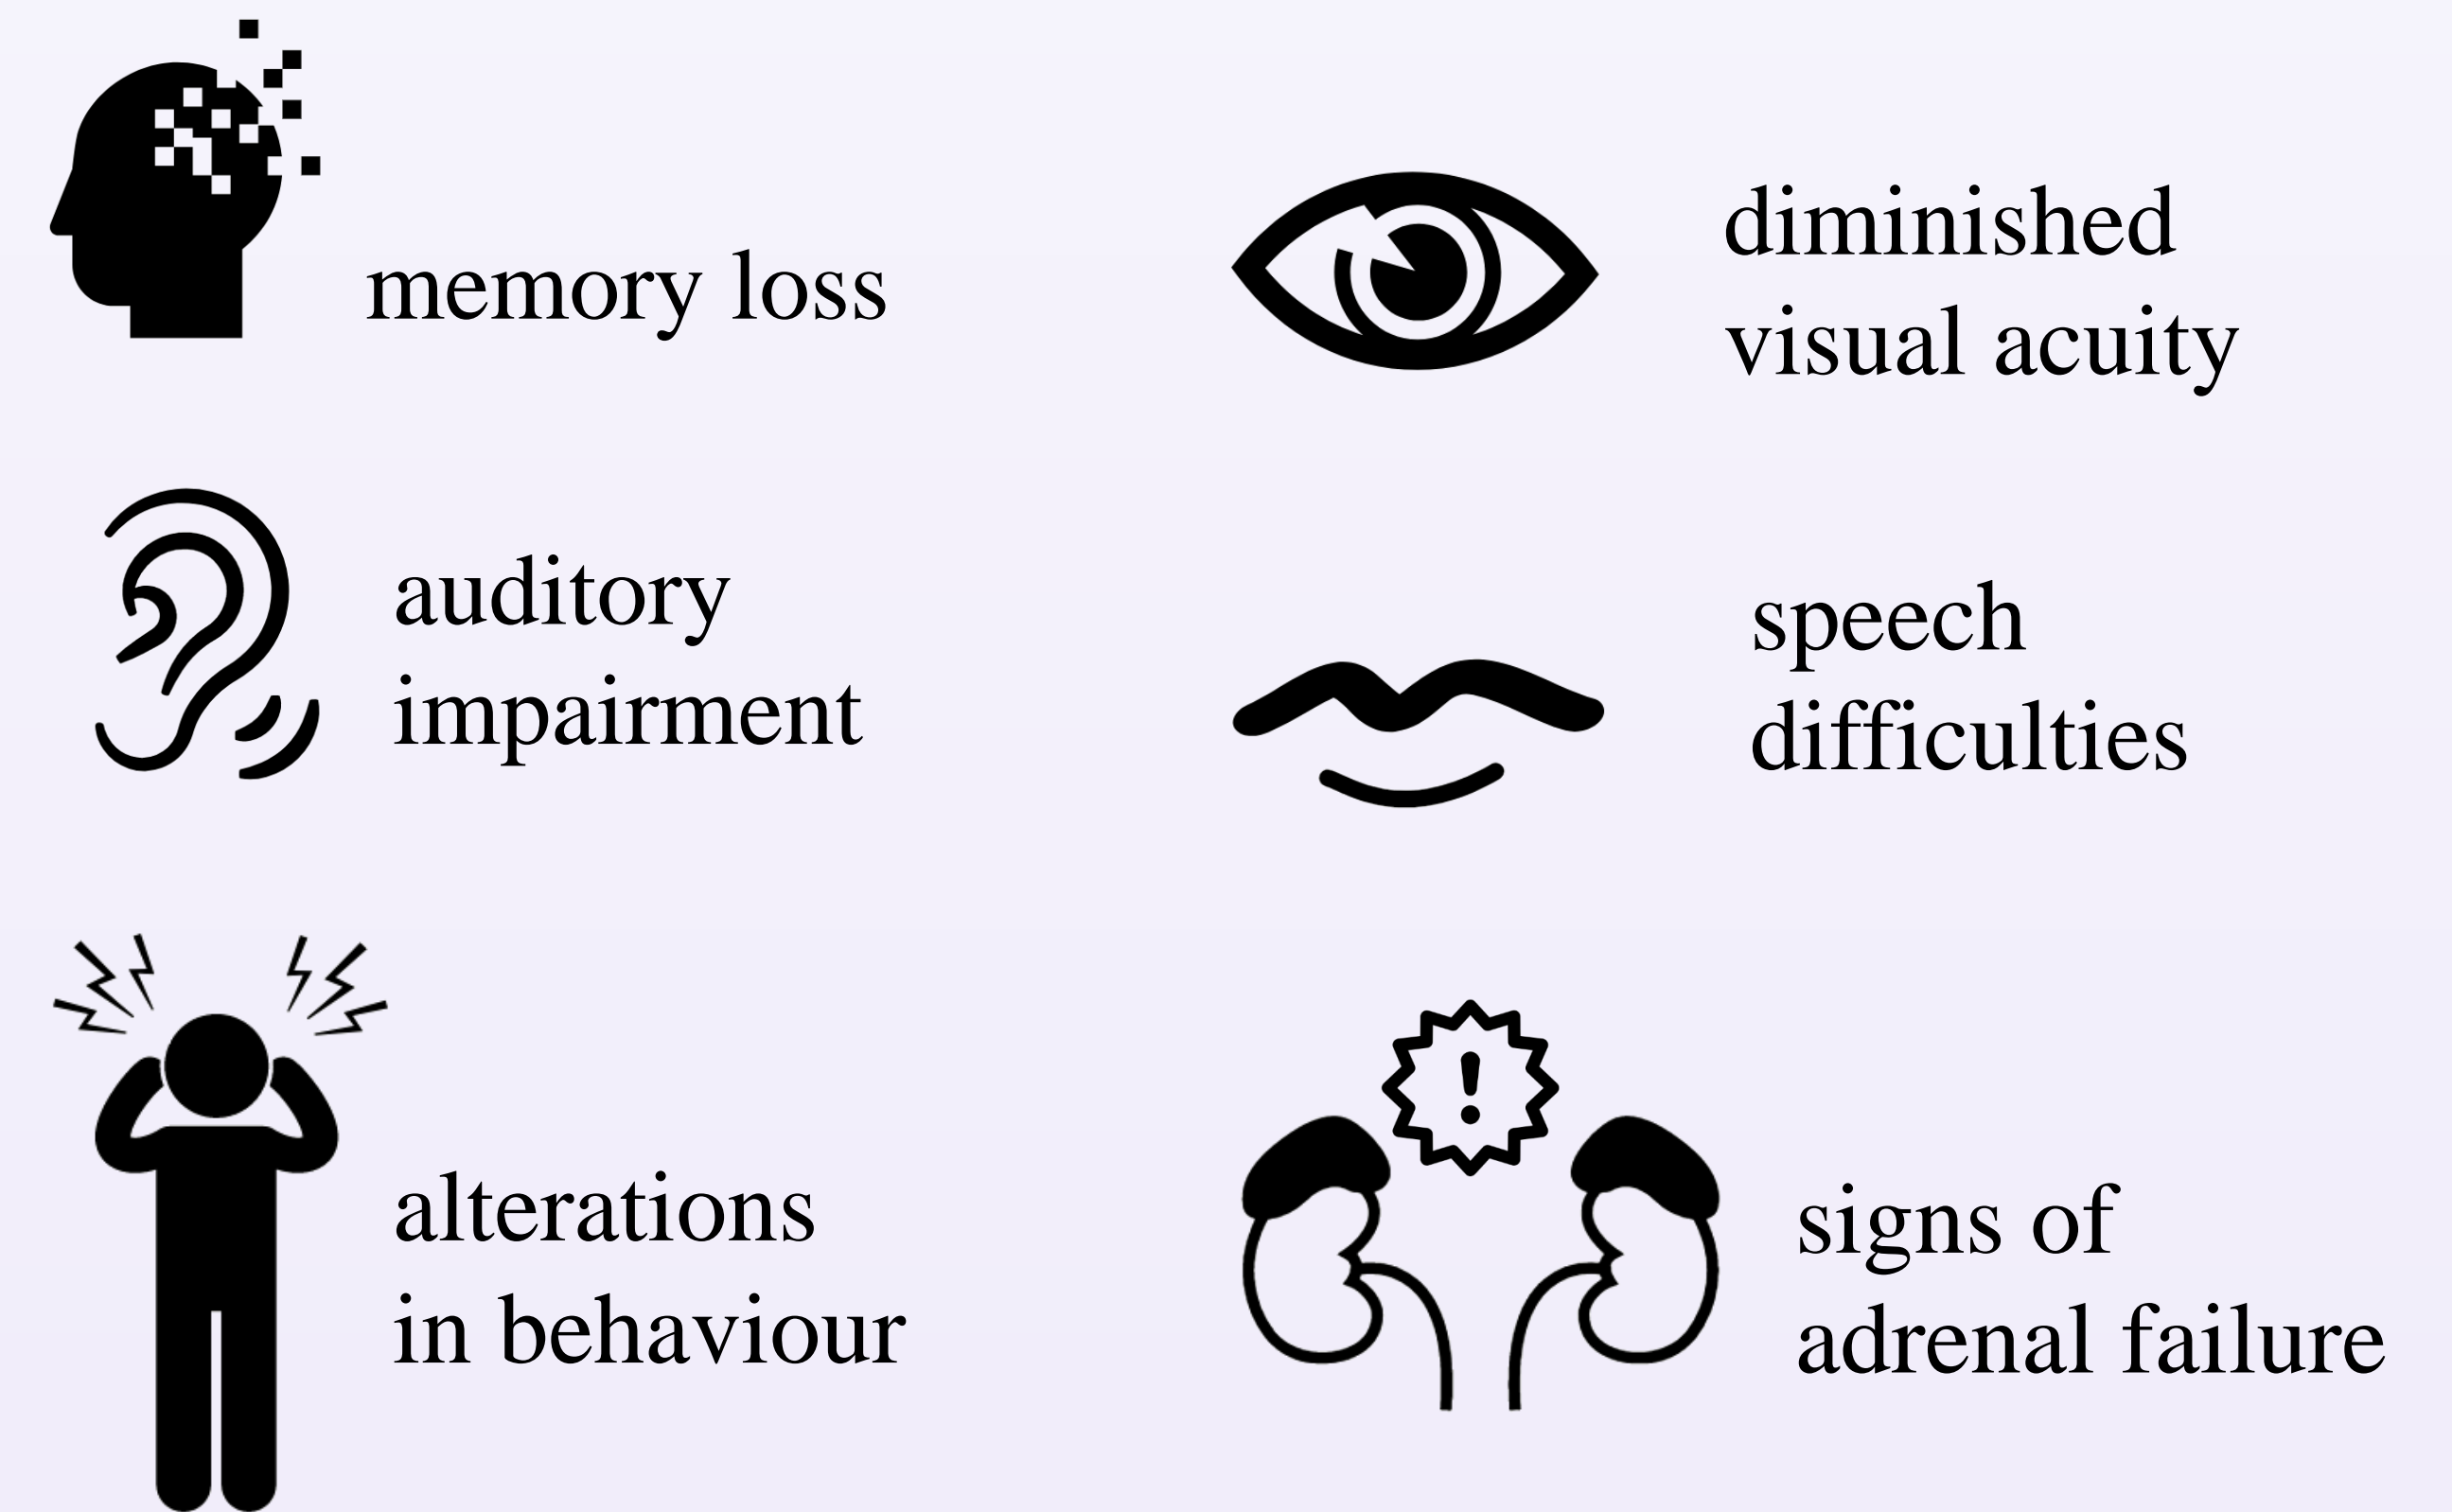 memory loss
diminished
visual acuity
auditory
impairment
speech
difficulties
alterations
in behaviour
!
signs of
adrenal failure